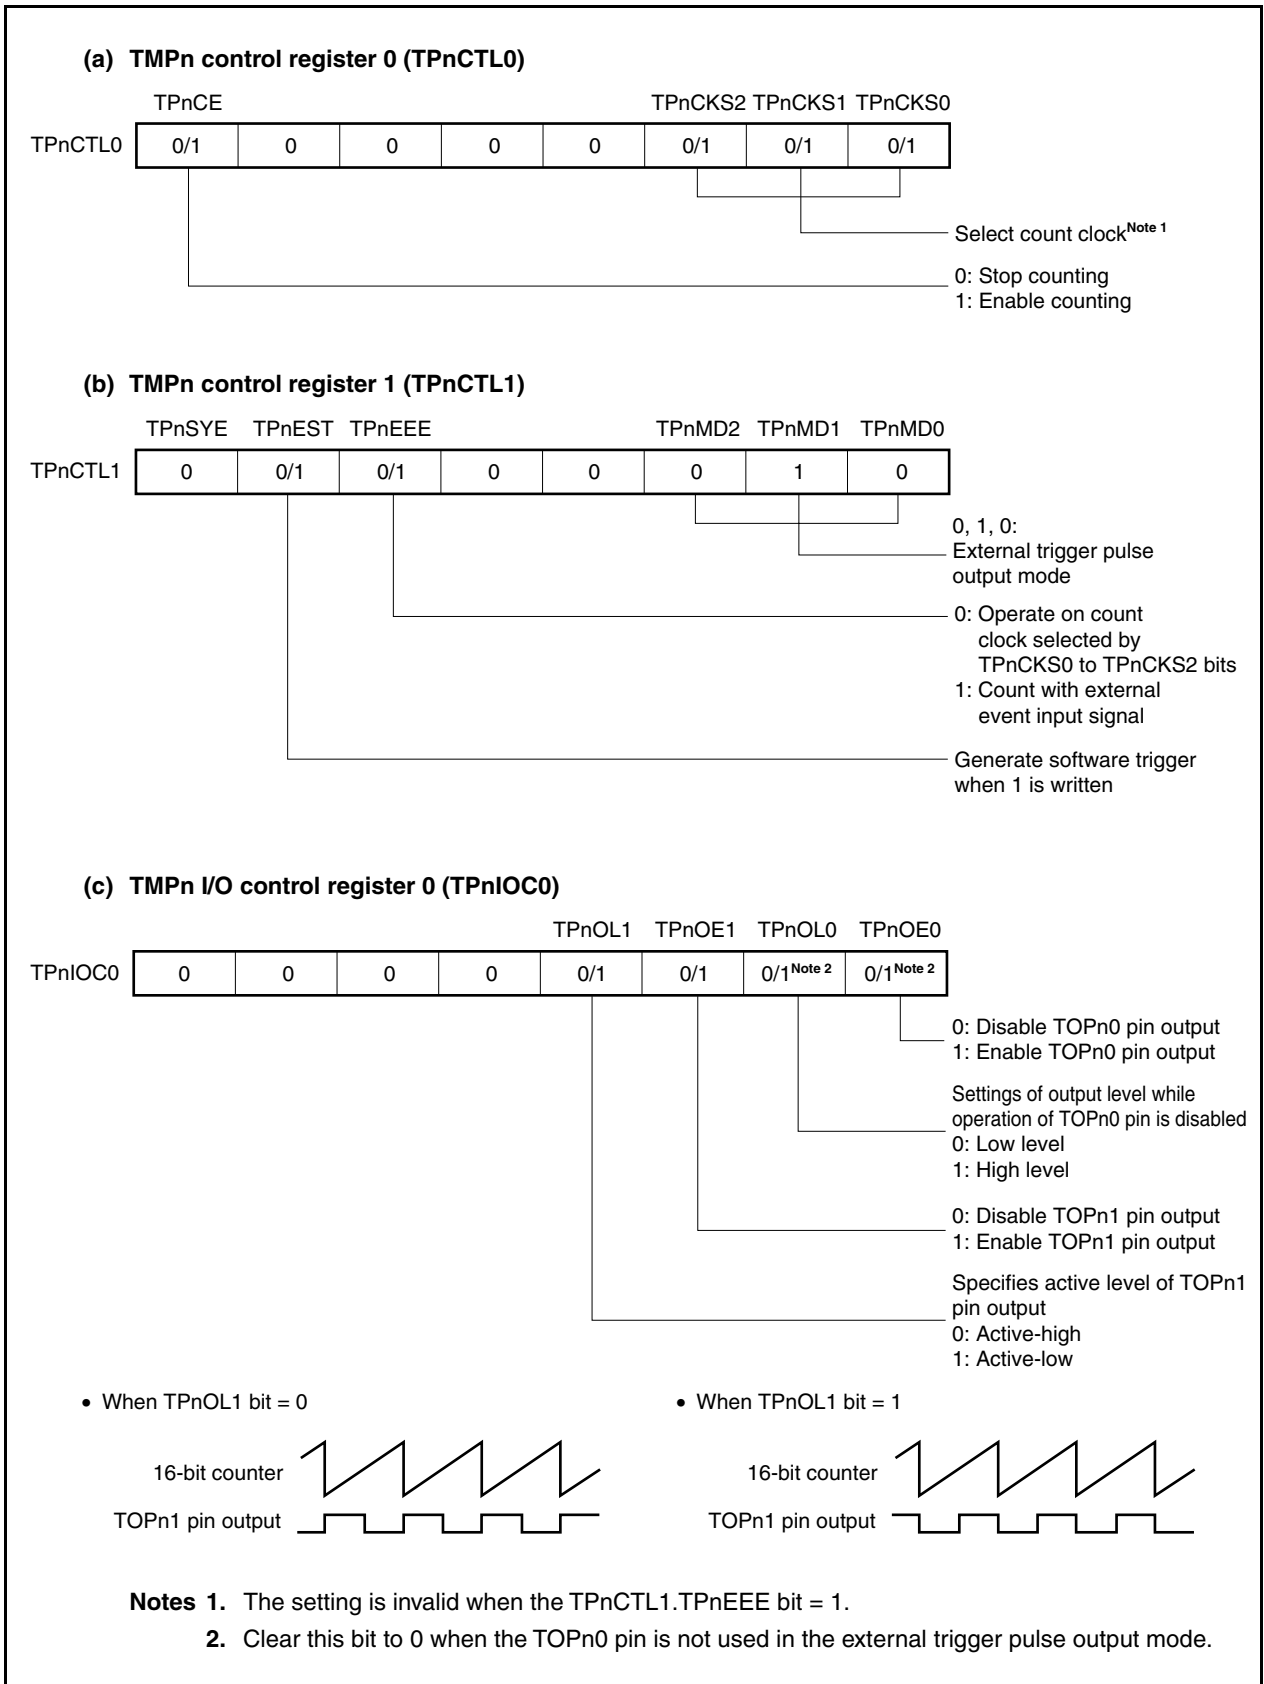 (a) TMPn control register 0 (TPnCTL0)
TPnCE TPnCKS2 TPnCKS1 TPnCKS0
TPnCTL0 0/1 0 0 0 0 0/1 0/1 0/1
Select count clock Note 1
0: Stop counting
1: Enable counting
(b) TMPn control register 1 (TPnCTL1)
TPnSYE TPnEST TPnEEE TPnMD2 TPnMD1 TPnMD0
TPnCTL1 0 0/1 0/1 0 0 0 1 0
0, 1, 0:
External trigger pulse
output mode
0: Operate on count
clock selected by
TPnCKS0 to TPnCKS2 bits
1: Count with external
event input signal
Generate software trigger
when 1 is written
(c) TMPn I/O control register 0 (TPnIOC0)
TPnOL1 TPnOE1 TPnOL0 TPnOE0
TPnIOC0 0 0 0 0 0/1 0/1 0/1 Note 2 0/1 Note 2
0: Disable TOPn0 pin output
1: Enable TOPn0 pin output
Settings of output level while
operation of TOPn0 pin is disabled
0: Low level
1: High level
0: Disable TOPn1 pin output
1: Enable TOPn1 pin output
Specifies active level of TOPn1
pin output
0: Active-high
1: Active-low
• When TPnOL1 bit = 0
16-bit counter
TOPn1 pin output
• When TPnOL1 bit = 1
16-bit counter
TOPn1 pin output
Notes 1. The setting is invalid when the TPnCTL1.TPnEEE bit = 1.
2. Clear this bit to 0 when the TOPn0 pin is not used in the external trigger pulse output mode.